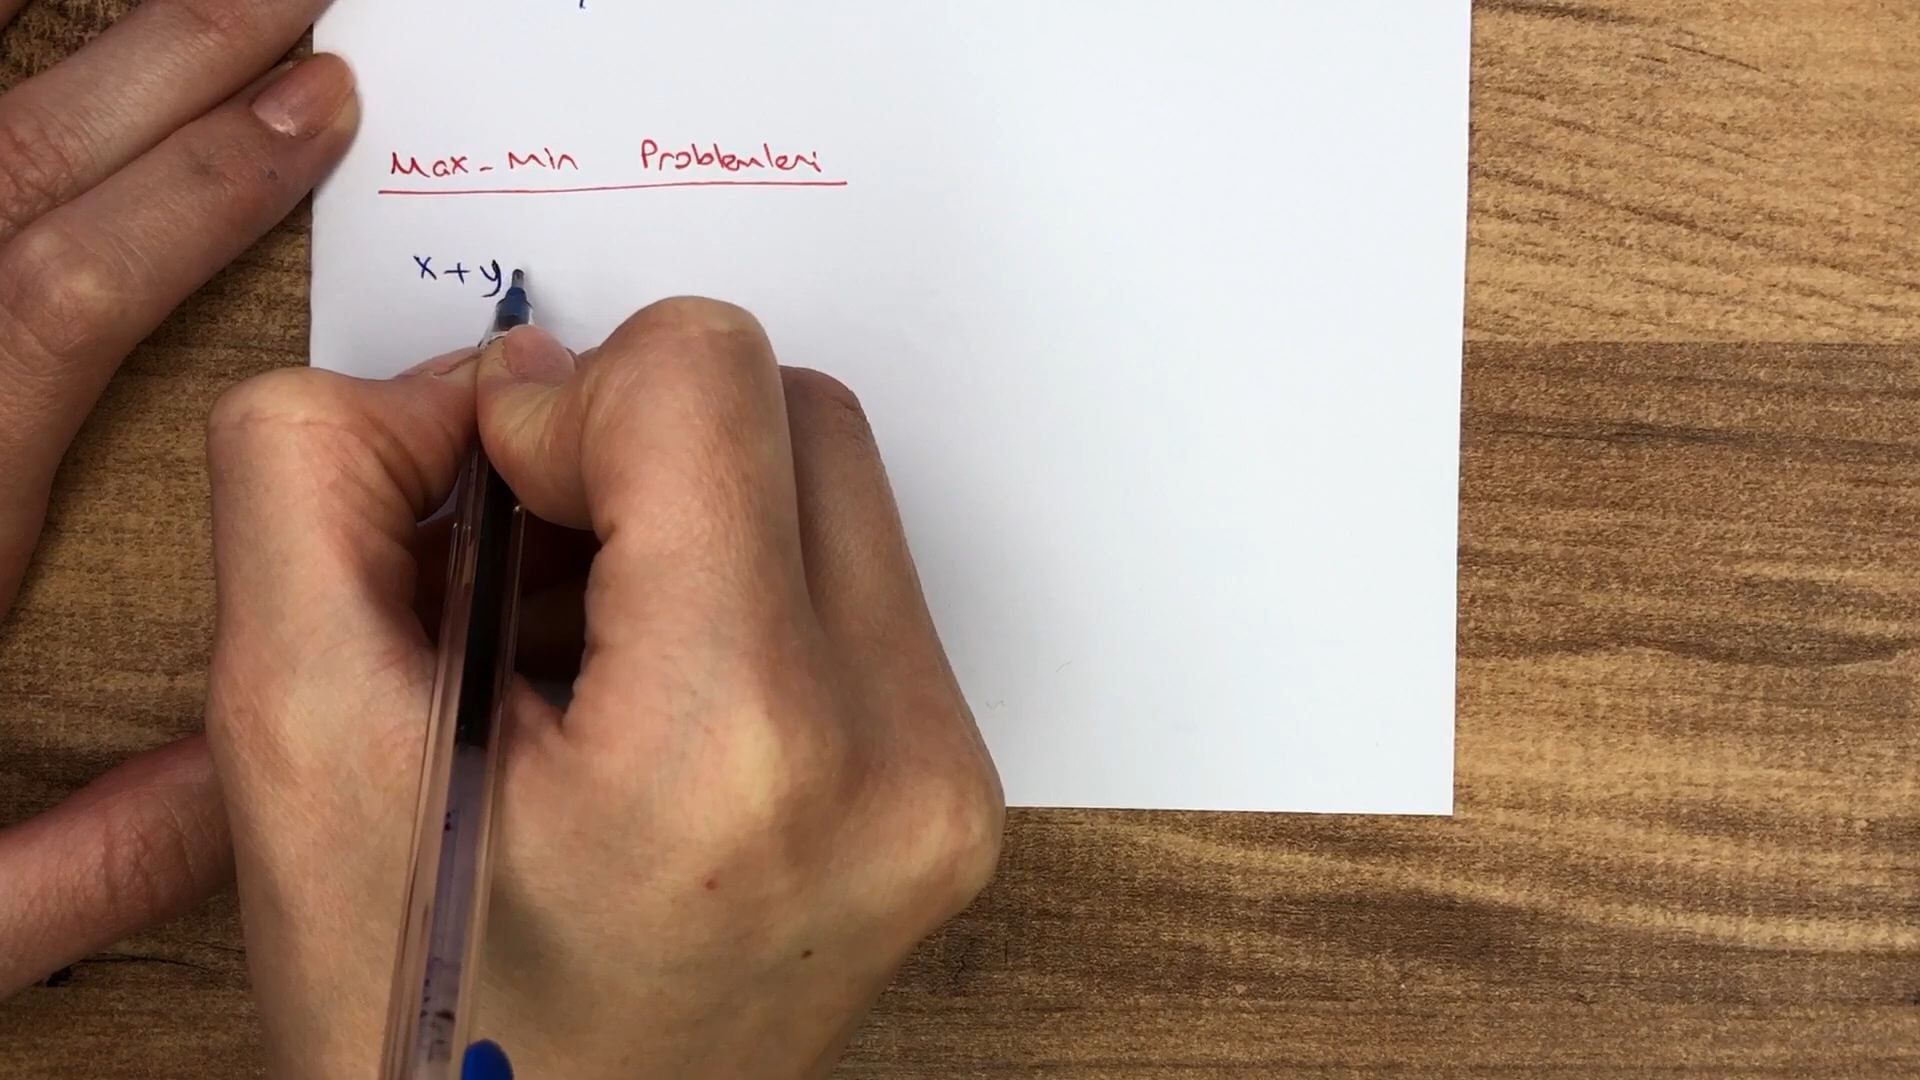 Max - Min Problemleri
x + y